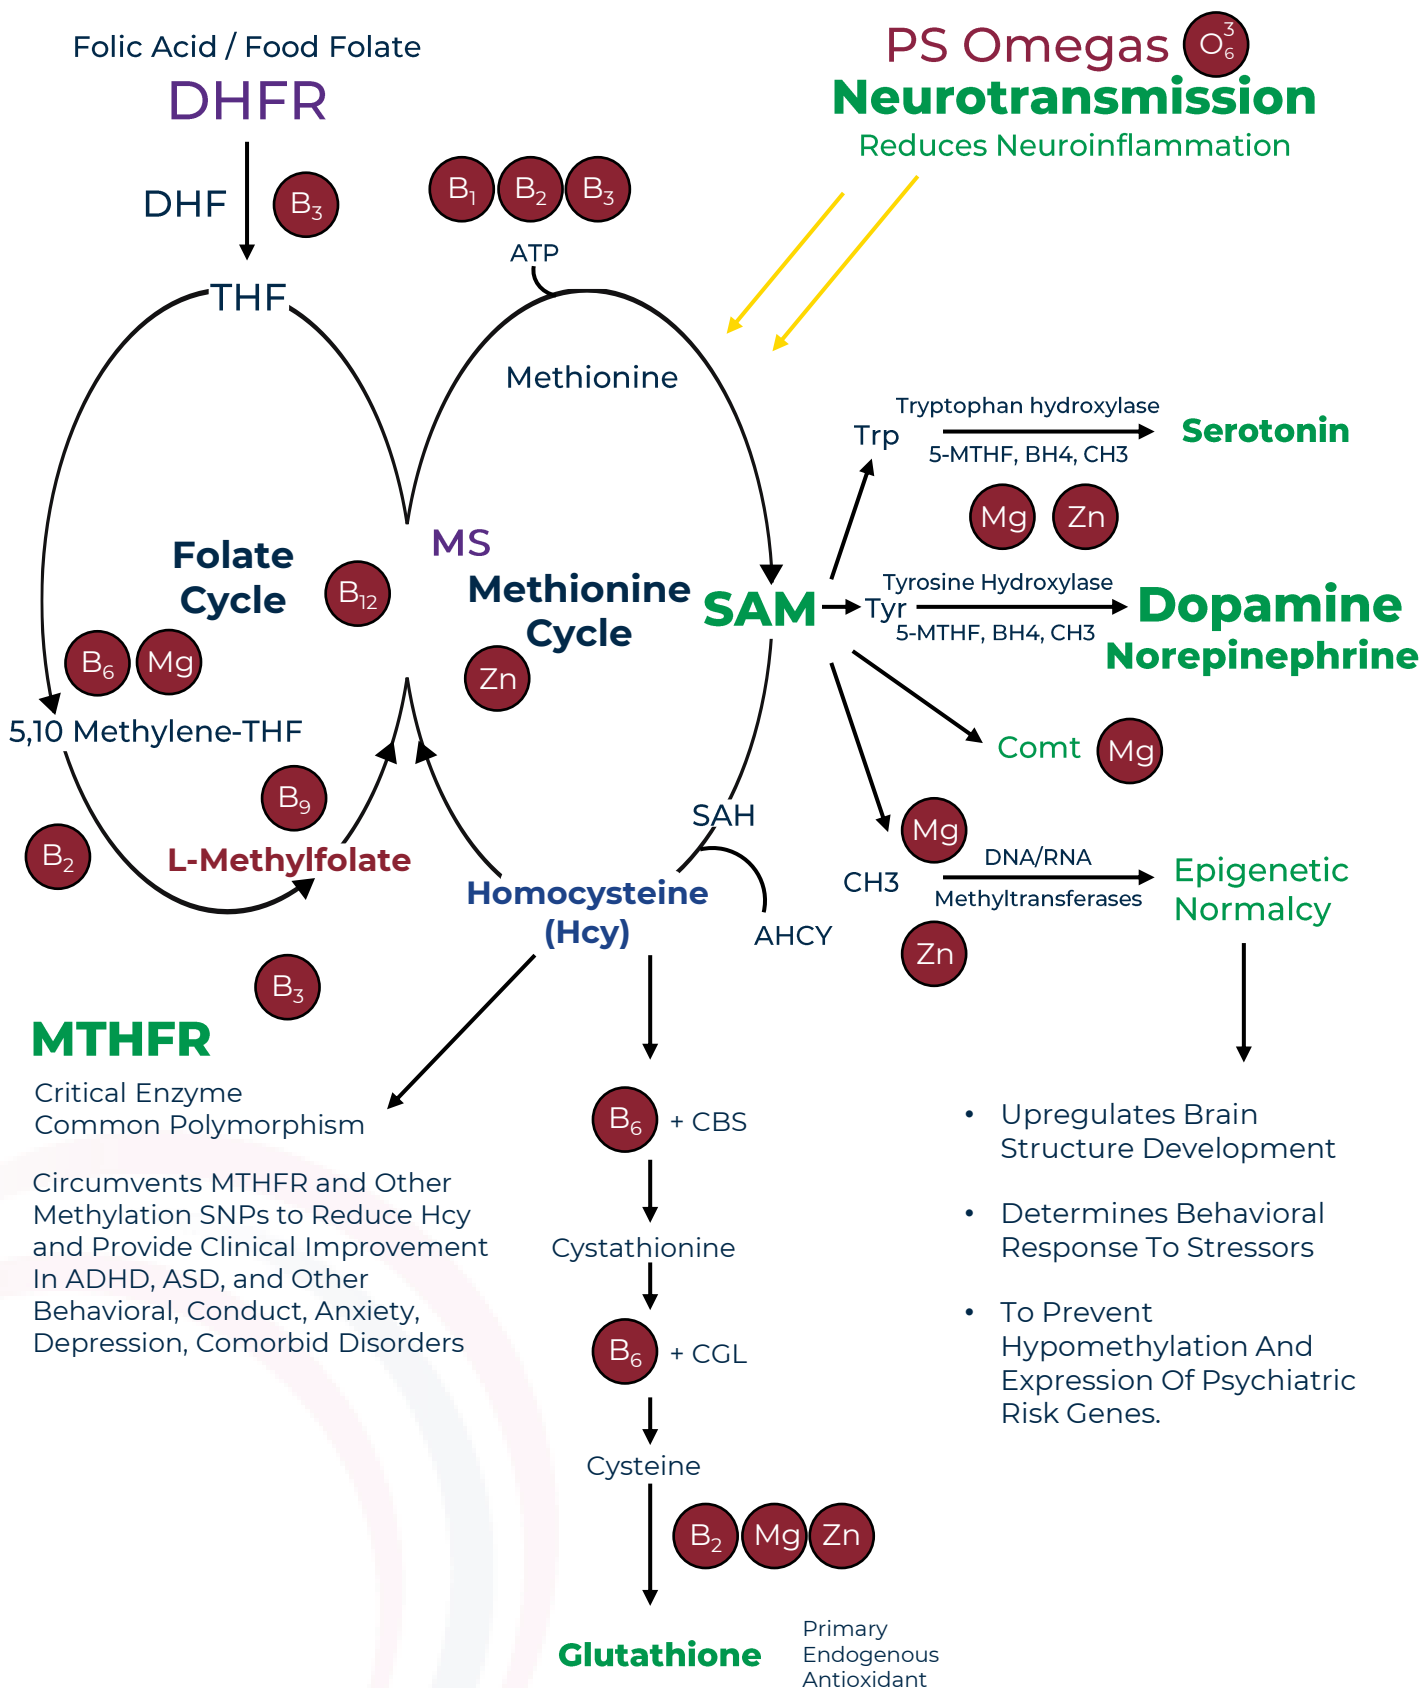 Folic Acid / Food Folate
DHFR
DHF
B3
THF
B1 B2 B3
ATP
Methionine
PS Omegas O 3 6
Neurotransmission
Reduces Neuroinflammation
Folate
Cycle
B12
B6 Mg
5,10 Methylene-THF
B9
B2
L-Methylfolate
B3
MS
Methionine
Cycle
Zn
SAM
SAH
Homocysteine
(Hcy)
AHCY
Trp
Tryptophan hydroxylase
5-MTHF, BH4, CH3
Serotonin
Mg Zn
Tyr
Tyrosine Hydroxylase
5-MTHF, BH4, CH3
Dopamine
Norepinephrine
Comt Mg
Mg
CH3
DNA/RNA
Methyltransferases
Zn
Epigenetic
Normalcy
MTHFR
Critical Enzyme
Common Polymorphism
Circumvents MTHFR and Other
Methylation SNPs to Reduce Hcy
and Provide Clinical Improvement
In ADHD, ASD, and Other
Behavioral, Conduct, Anxiety,
Depression, Comorbid Disorders
B6 + CBS
Cystathionine
B6 + CGL
Cysteine
B2 Mg Zn
Glutathione
Primary
Endogenous
Antioxidant
• Upregulates Brain
Structure Development
• Determines Behavioral
Response To Stressors
• To Prevent
Hypomethylation And
Expression Of Psychiatric
Risk Genes.